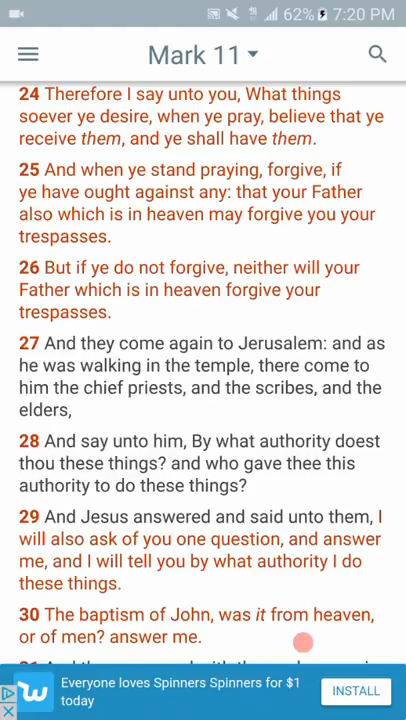 62% 7:20 PM
Mark 11
24 Therefore I say unto you, What things
soever ye desire, when ye pray, believe that ye
receive them, and ye shall have them.
25 And when ye stand praying, forgive, if
ye have ought against any: that your Father
also which is in heaven may forgive you your
trespasses.
26 But if ye do not forgive, neither will your
Father which is in heaven forgive your
trespasses.
27 And they come again to Jerusalem: and as
he was walking in the temple, there come to
him the chief priests, and the scribes, and the
elders,
28 And say unto him, By what authority doest
thou these things? and who gave thee this
authority to do these things?
29 And Jesus answered and said unto them, I
will also ask of you one question, and answer
me, and I will tell you by what authority I do
these things.
30 The baptism of John, was it from heaven,
or of men? answer me.
Everyone loves Spinners Spinners for $1
today
INSTALL